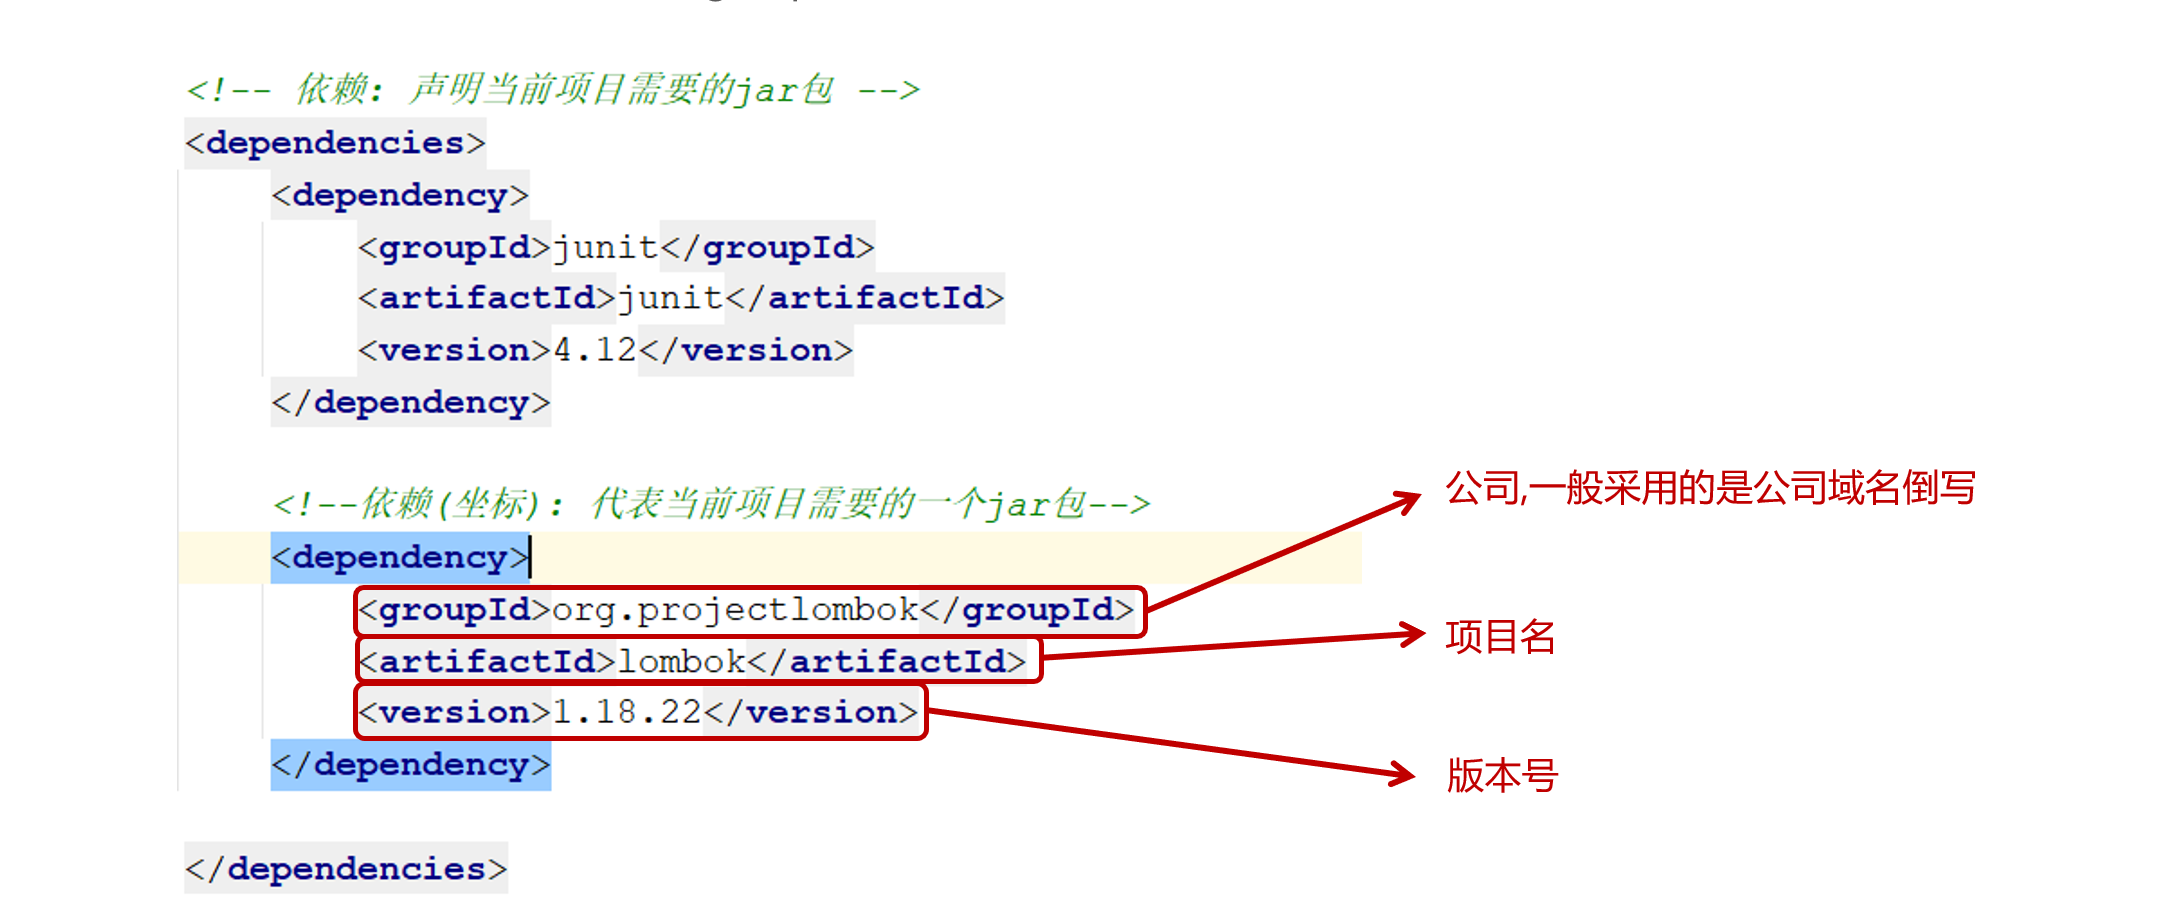 <!-- 依赖: 声明当前项目需要的jar包 -->
<dependencies>
<dependency>
<groupId>junit</groupId>
<artifactId>junit</artifactId>
<version>4.12</version>
</dependency>
<!--依赖(坐标): 代表当前项目需要的一个jar包-->
公司,一般采用的是公司域名倒写
<dependency>
<groupId>org.projectlombok</groupId>
项目名
<artifactId>lombok</artifactId>
<version>1.18.22</version>
版本号
</dependency>
</dependencies>